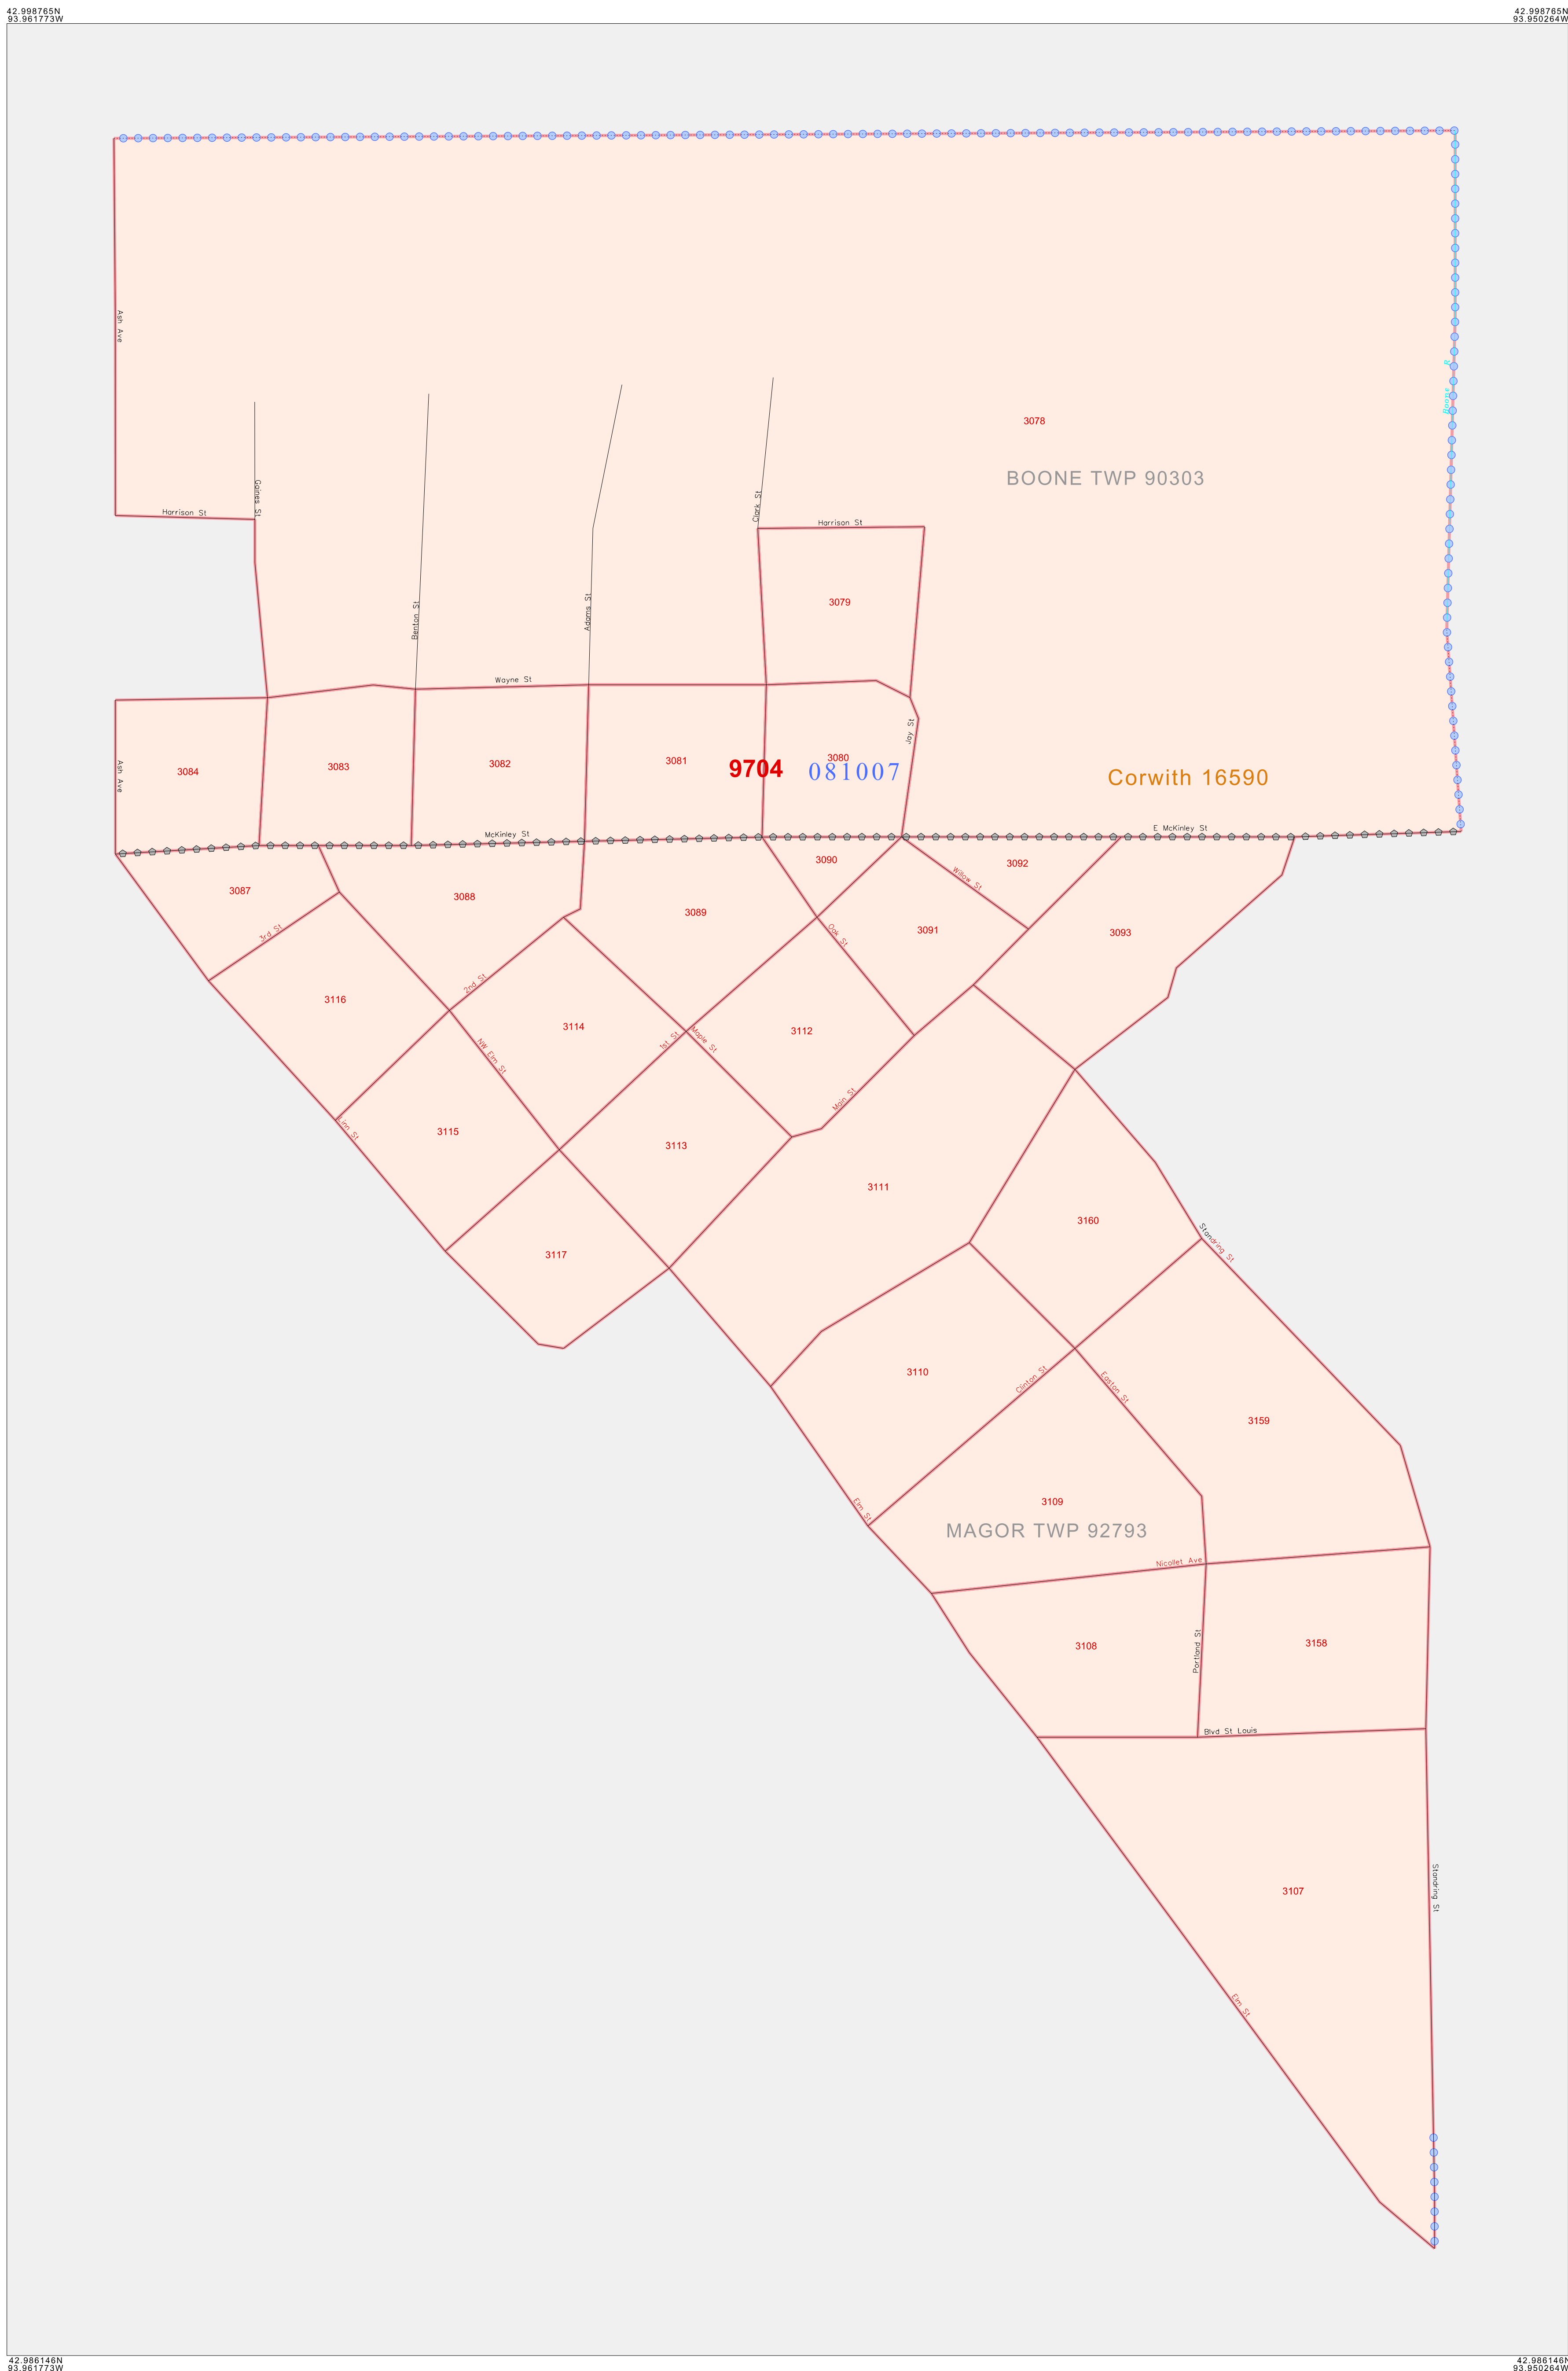 42.998765N
93.961773W
42.998765N
93.950264W
Ash Ave
Boone R
3078
BOONE TWP 90303
Gaines St
Harrison St
Clark St
Harrison St
Benton St
Adams St
3079
Wayne St
Jay St
Ash Ave
3084
3083
3082
3081
9704
3080
081007
Corwith 16590
McKinley St
E McKinley St
3090
3092
Willow St
3087
3088
3089
3091
3093
3rd St
Oak St
2nd St
3116
3114
3112
NW Elm St
1st St
Maple St
Main St
Linn St
3115
3113
3111
3160
3117
Standring St
3110
Clinton St
Easton St
3159
Elm St
3109
MAGOR TWP 92793
Nicollet Ave
3108
Portland St
3158
Blvd St Louis
3107
Standring St
Elm St
42.986146N
93.961773W
42.986146N
93.950264W